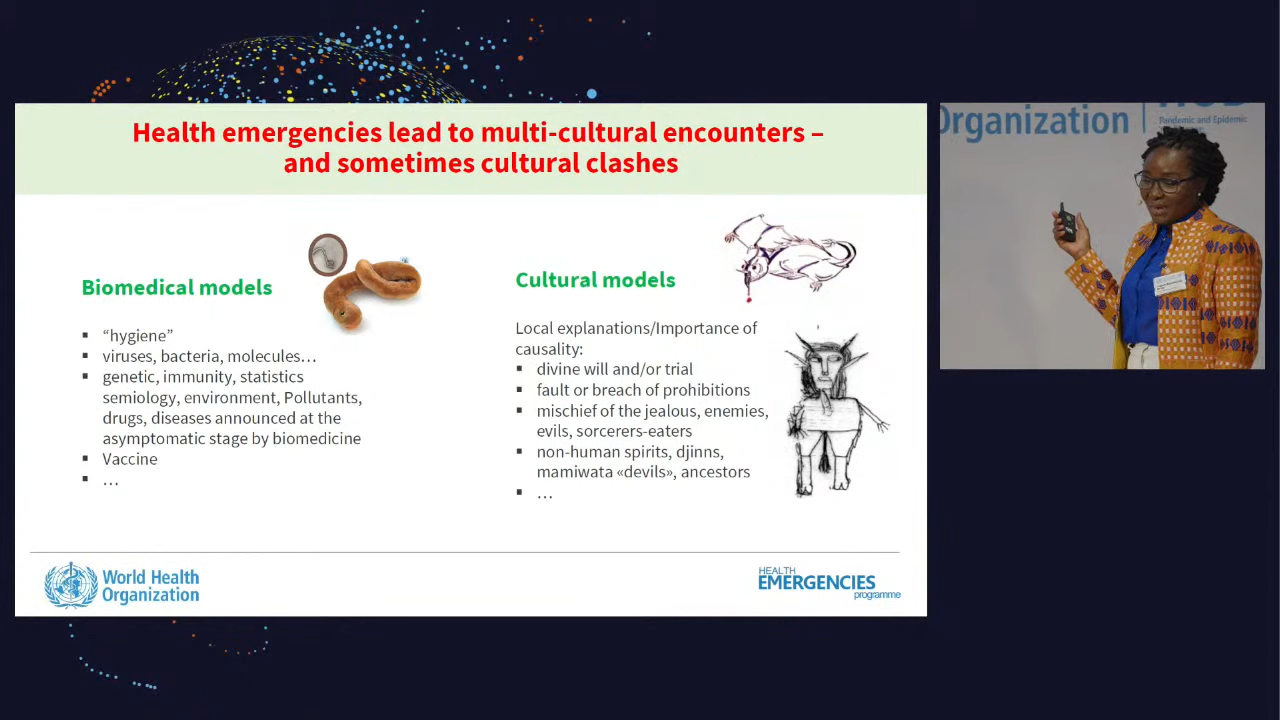 Health emergencies lead to multi-cultural encounters –
and sometimes cultural clashes
Biomedical models
▪ “hygiene”
▪ viruses, bacteria, molecules…
▪ genetic, immunity, statistics
semiology, environment, Pollutants,
drugs, diseases announced at the
asymptomatic stage by biomedicine
▪ Vaccine
▪ …
Cultural models
Local explanations/Importance of
causality:
▪ divine will and/or trial
▪ fault or breach of prohibitions
▪ mischief of the jealous, enemies,
evils, sorcerers-eaters
▪ non-human spirits, djinns,
mamiwata «devils», ancestors
▪ …
World Health
Organization
HEALTH
EMERGENCIES
programme
Organization
Pandemic and Epidemic